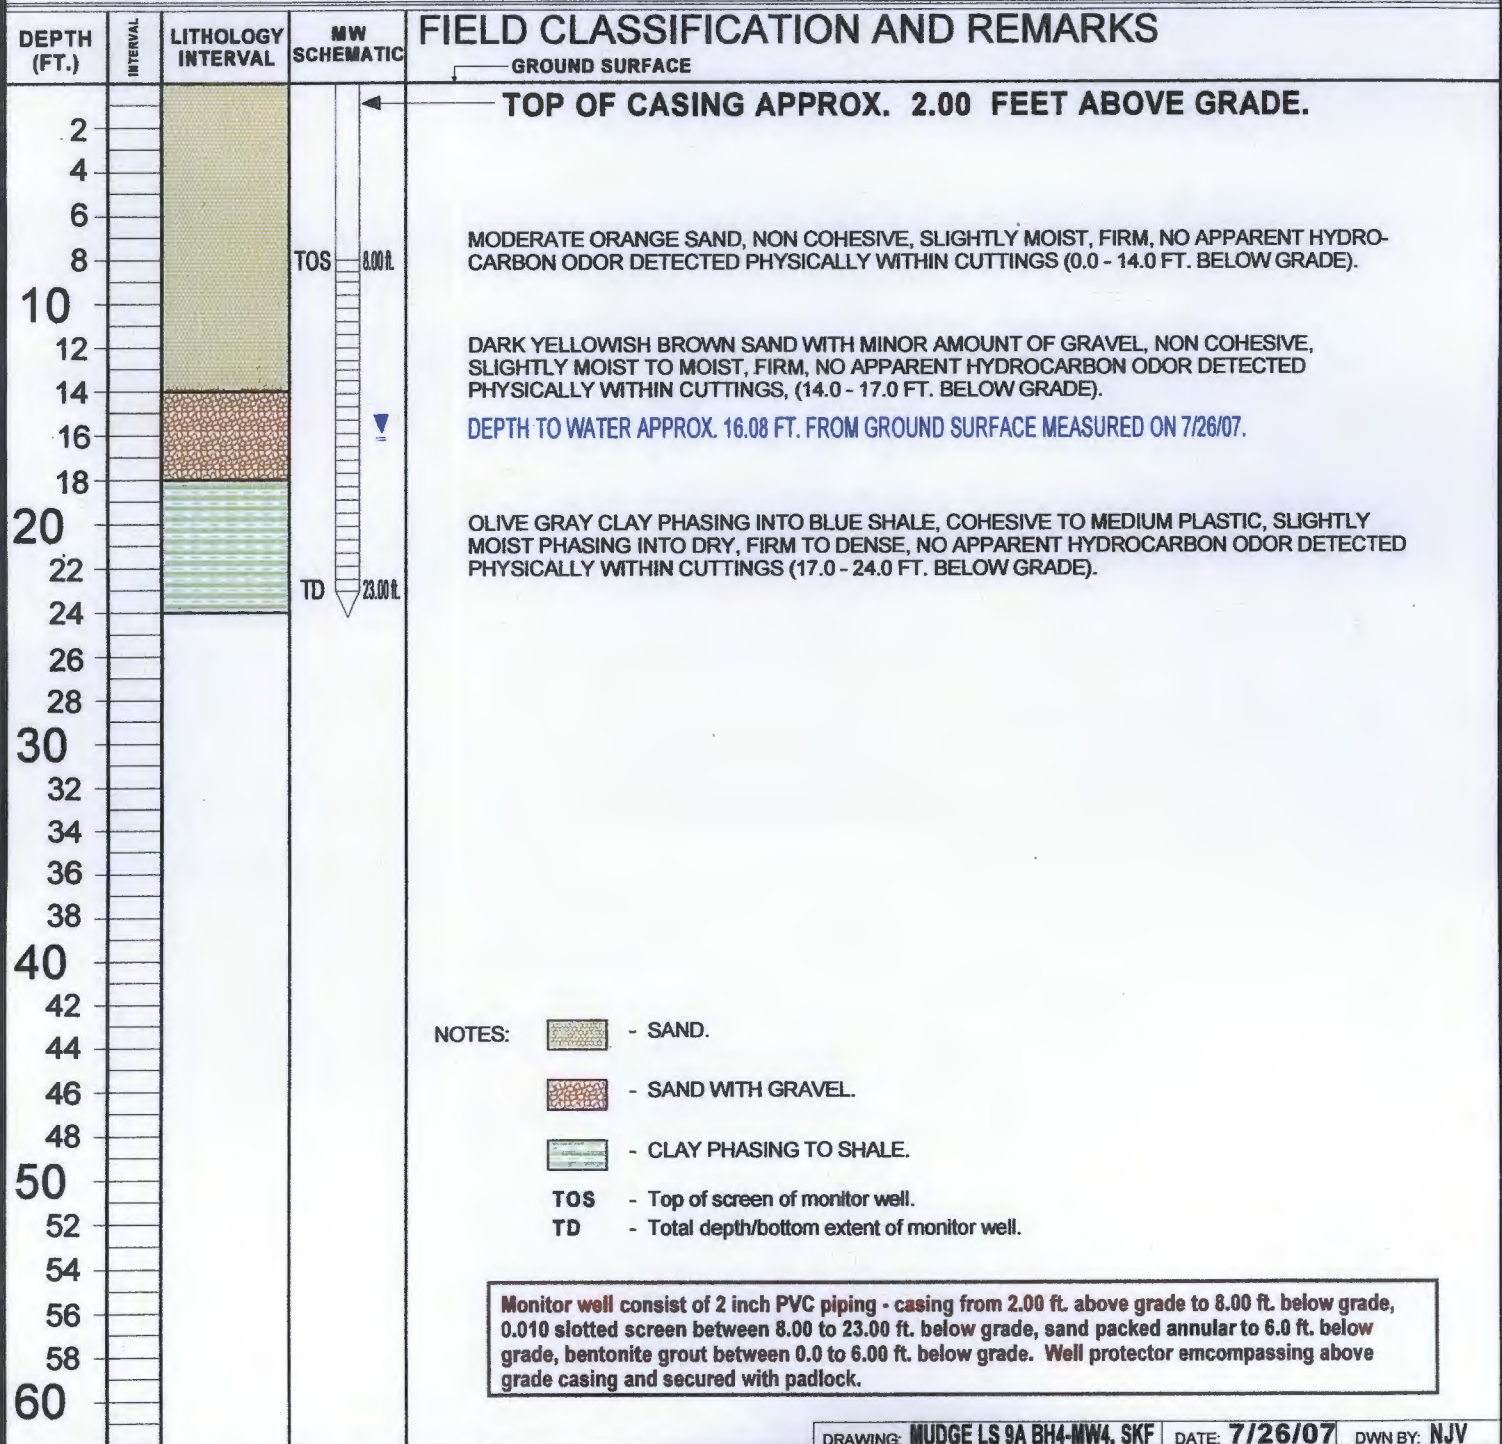 DEPTH
(FT.)
INTERVAL
LITHOLOGY
INTERVAL
MW
SCHEMATIC
FIELD CLASSIFICATION AND REMARKS
GROUND SURFACE
TOP OF CASING APPROX. 2.00 FEET ABOVE GRADE.
2
4
6
MODERATE ORANGE SAND, NON COHESIVE, SLIGHTLY MOIST, FIRM, NO APPARENT HYDRO-
8
TOS
8.00 ft.
CARBON ODOR DETECTED PHYSICALLY WITHIN CUTTINGS (0.0 - 14.0 FT. BELOW GRADE).
10
12
DARK YELLOWISH BROWN SAND WITH MINOR AMOUNT OF GRAVEL, NON COHESIVE,
SLIGHTLY MOIST TO MOIST, FIRM, NO APPARENT HYDROCARBON ODOR DETECTED
14
PHYSICALLY WITHIN CUTTINGS, (14.0 - 17.0 FT. BELOW GRADE).
16
DEPTH TO WATER APPROX. 16.08 FT. FROM GROUND SURFACE MEASURED ON 7/26/07.
18
20
OLIVE GRAY CLAY PHASING INTO BLUE SHALE, COHESIVE TO MEDIUM PLASTIC, SLIGHTLY
MOIST PHASING INTO DRY, FIRM TO DENSE, NO APPARENT HYDROCARBON ODOR DETECTED
22
PHYSICALLY WITHIN CUTTINGS (17.0 - 24.0 FT. BELOW GRADE).
TD
23.00 ft.
24
26
28
30
32
34
36
38
40
42
44
46
48
50
52
54
56
58
60
NOTES:
- SAND.
- SAND WITH GRAVEL.
- CLAY PHASING TO SHALE.
TOS - Top of screen of monitor well.
TD - Total depth/bottom extent of monitor well.
Monitor well consist of 2 inch PVC piping - casing from 2.00 ft. above grade to 8.00 ft. below grade,
0.010 slotted screen between 8.00 to 23.00 ft. below grade, sand packed annular to 6.0 ft. below
grade, bentonite grout between 0.0 to 6.00 ft. below grade. Well protector emcompassing above
grade casing and secured with padlock.
DRAWING: MUDGE LS 9A BH4-MW4. SKF DATE: 7/26/07 DWN BY: NJV